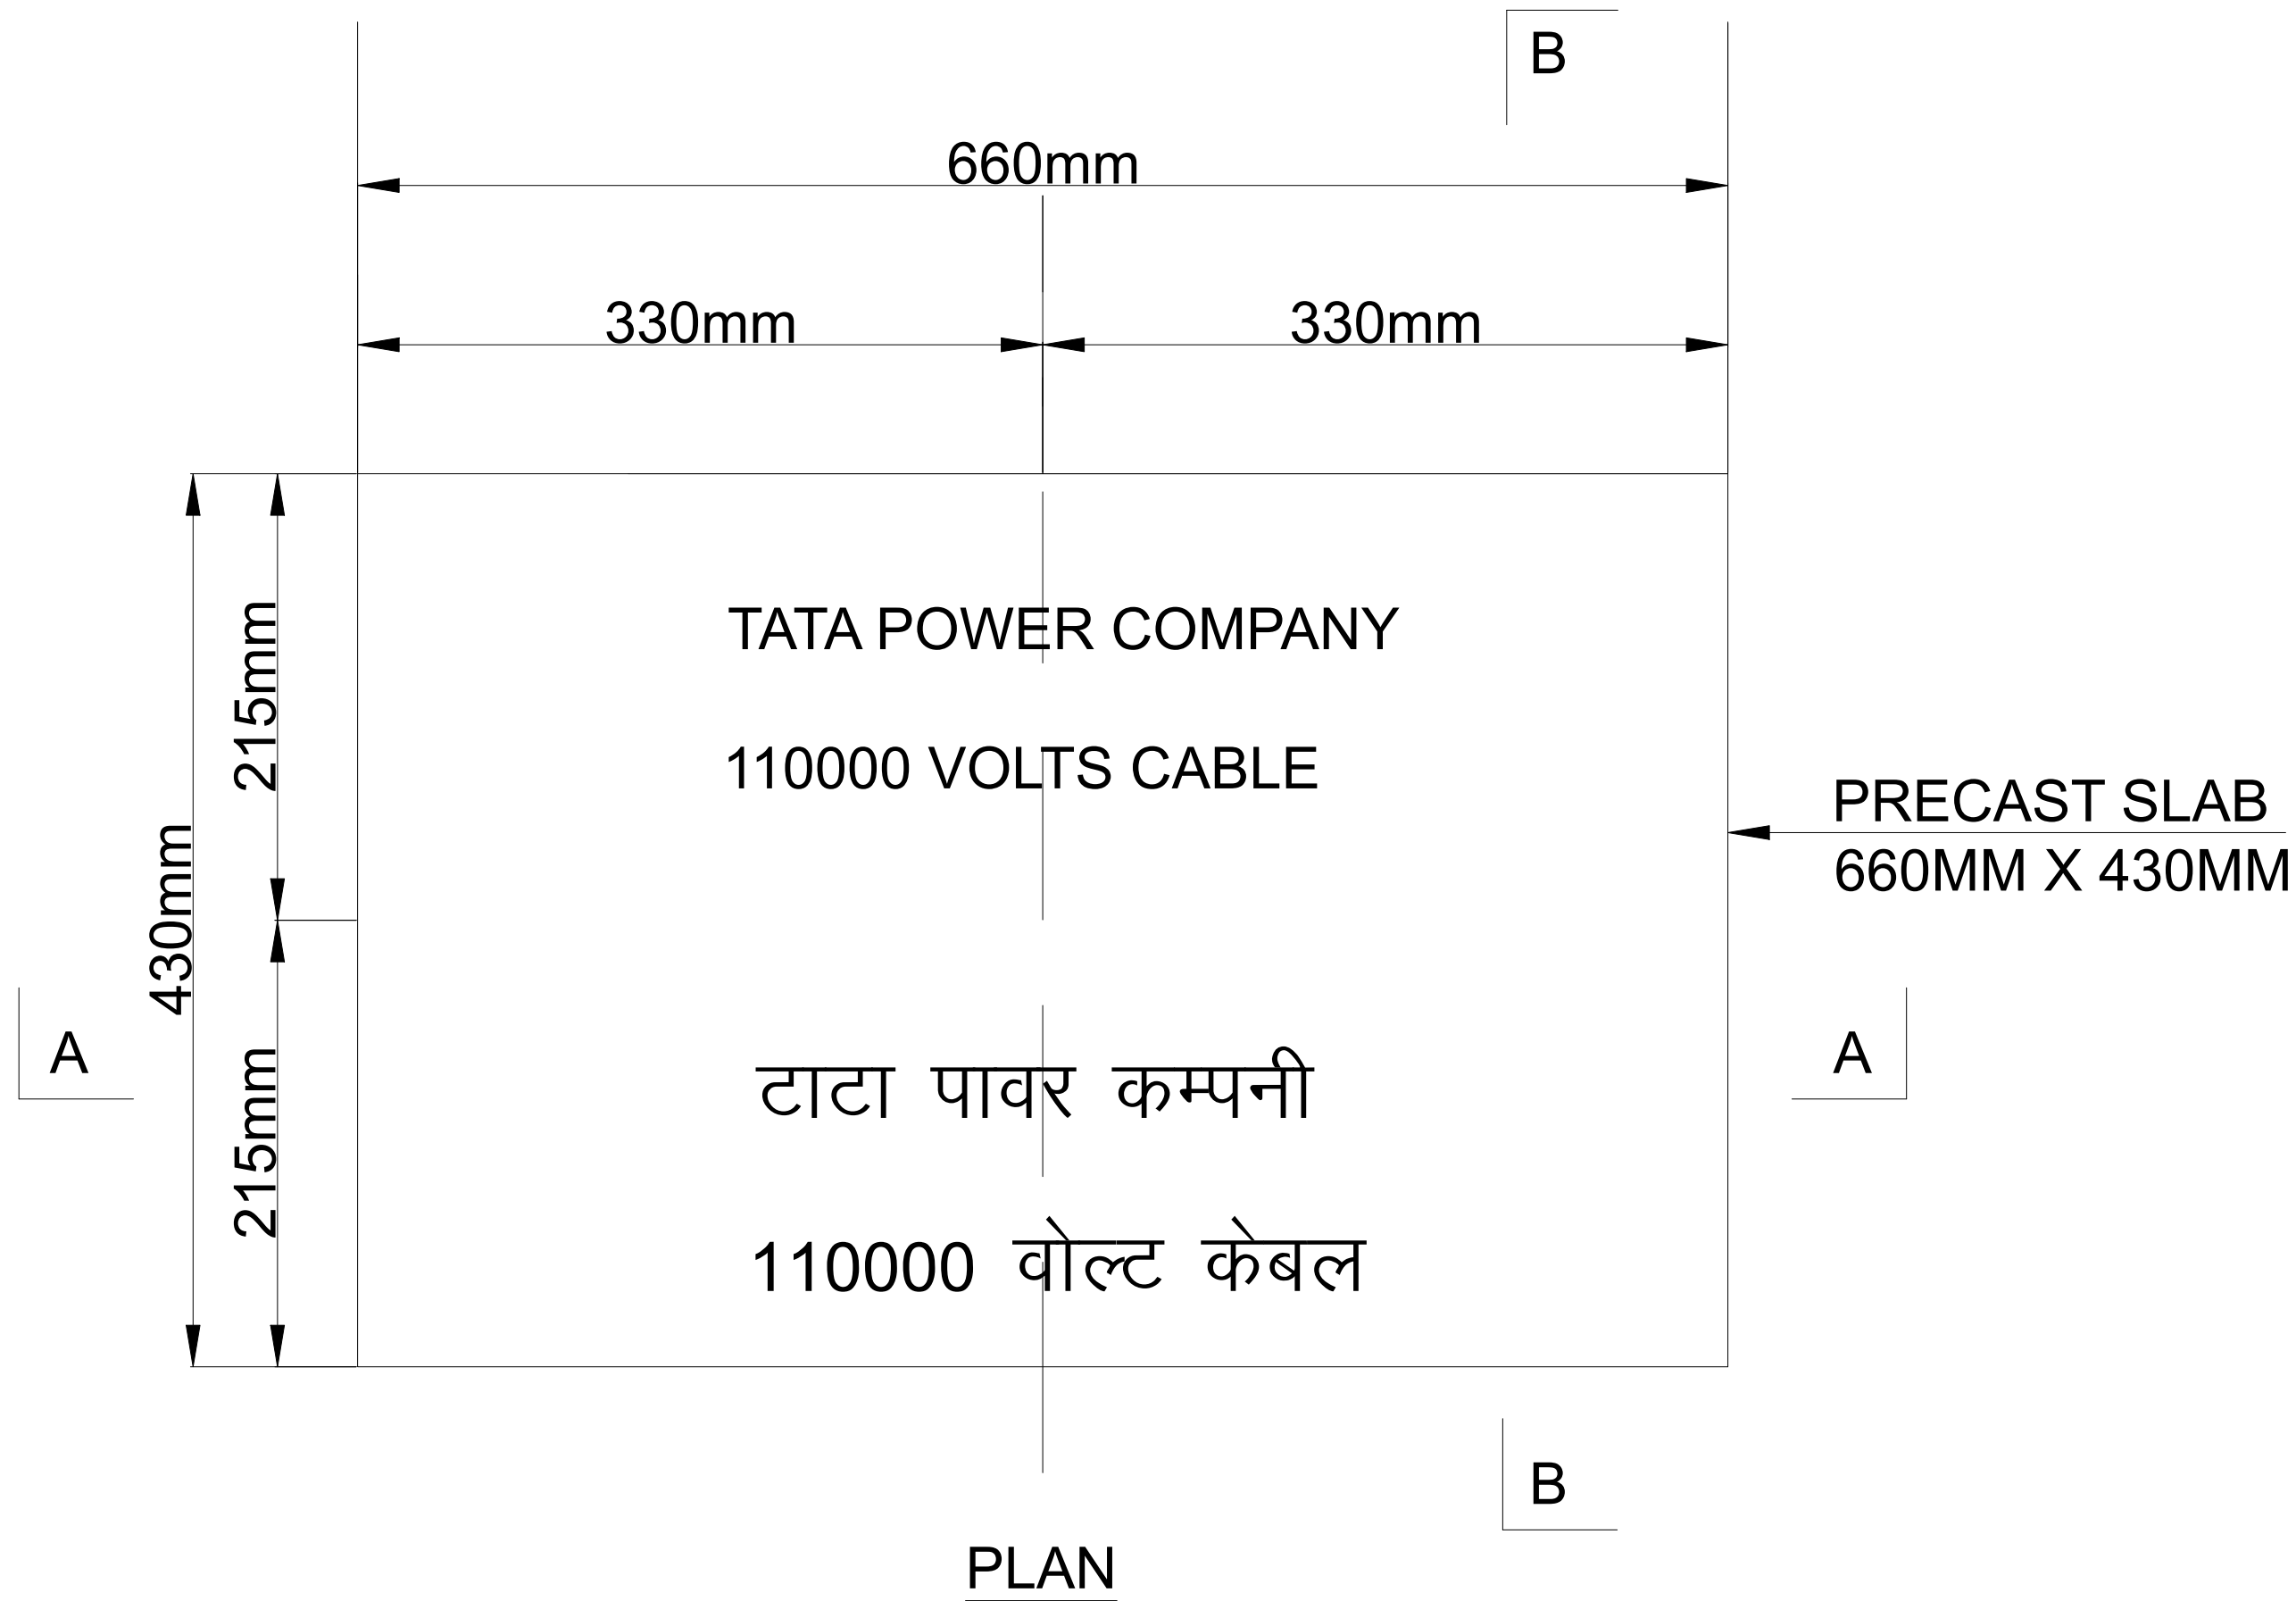 B
660mm
330mm 330mm
TATA POWER COMPANY
215mm
110000 VOLTS CABLE
PRECAST SLAB
660MM X 430MM
430mm
A A
टाटा पावर कम्पनी
215mm
110000 वोल्ट केबल
B
PLAN